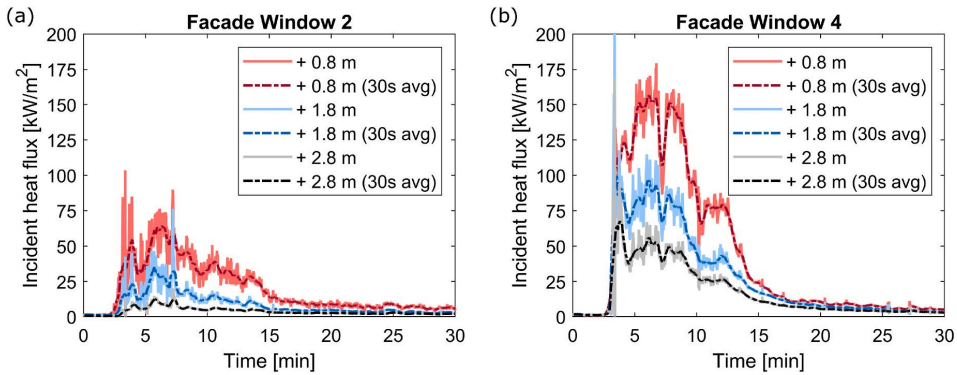 (a)
Facade Window 2
Incident heat flux [kW/m²]
200
175
150
125
100
75
50
25
0
+ 0.8 m
+ 0.8 m (30s avg)
+ 1.8 m
+ 1.8 m (30s avg)
+ 2.8 m
+ 2.8 m (30s avg)
0 5 10 15 20 25 30
Time [min]
(b)
Facade Window 4
Incident heat flux [kW/m²]
200
175
150
125
100
75
50
25
0
+ 0.8 m
+ 0.8 m (30s avg)
+ 1.8 m
+ 1.8 m (30s avg)
+ 2.8 m
+ 2.8 m (30s avg)
0 5 10 15 20 25 30
Time [min]